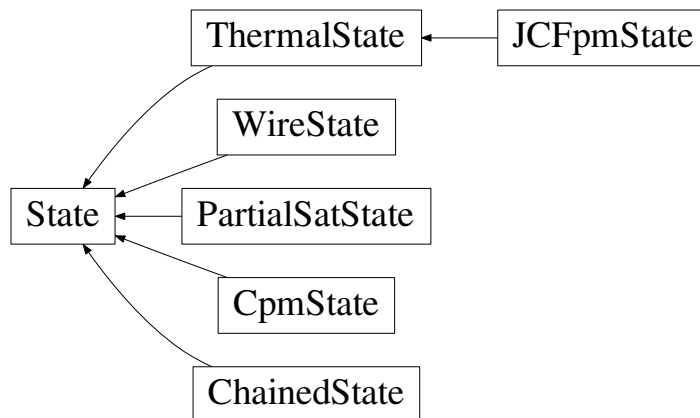 ThermalState
JCFpmState
WireState
State
PartialSatState
CpmState
ChainedState